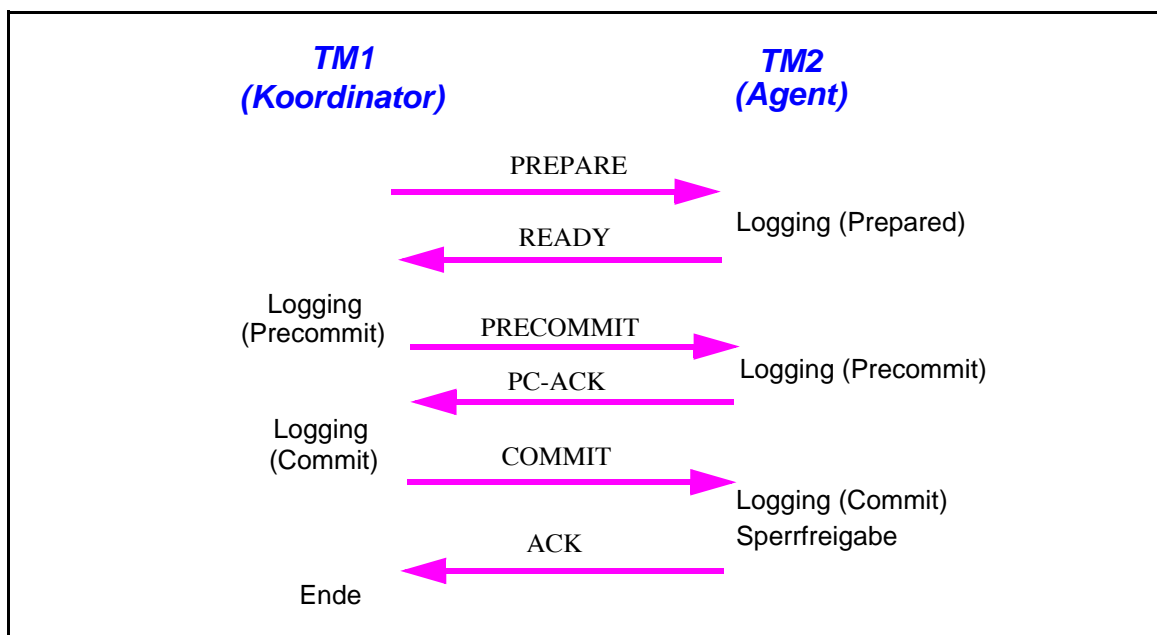 TM1
(Koordinator)
TM2
(Agent)
PREPARE
Logging (Prepared)
READY
Logging
(Precommit)
PRECOMMIT
Logging (Precommit)
PC-ACK
Logging
(Commit)
COMMIT
Logging (Commit)
Sperrfreigabe
ACK
Ende